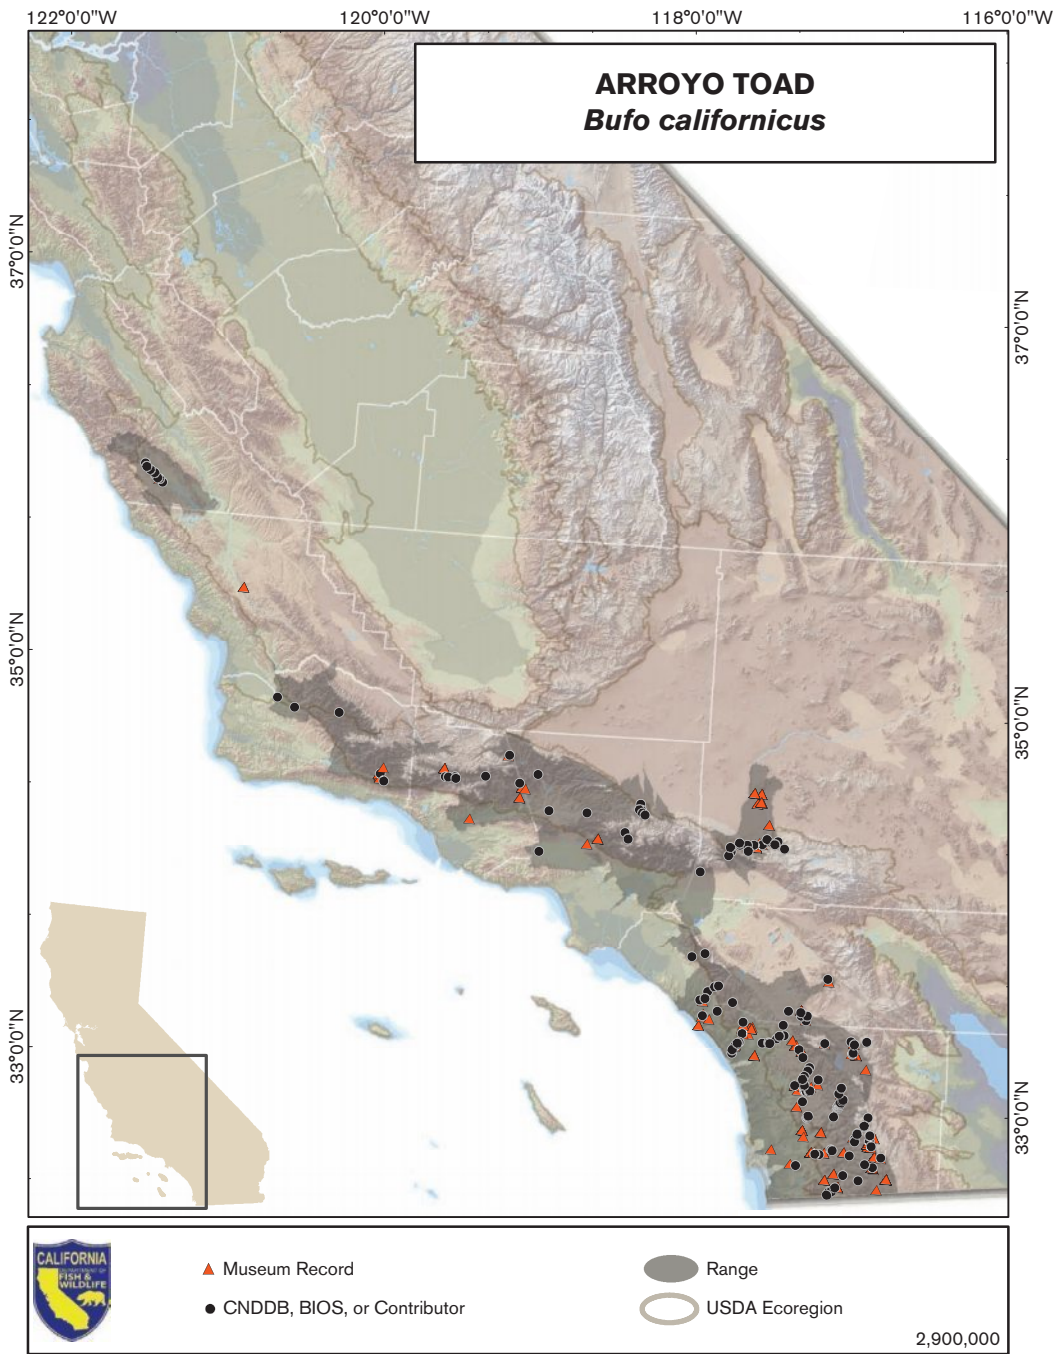 122°0'0"W
120°0'0"W
118°0'0"W
116°0'0"W
ARROYO TOAD
Bufo californicus
37°0'0"N
37°0'0"N
35°0'0"N
35°0'0"N
33°0'0"N
33°0'0"N
CALIFORNIA
DEPARTMENT OF
FISH &
WILDLIFE
Museum Record
CNDDB, BIOS, or Contributor
Range
USDA Ecoregion
2,900,000